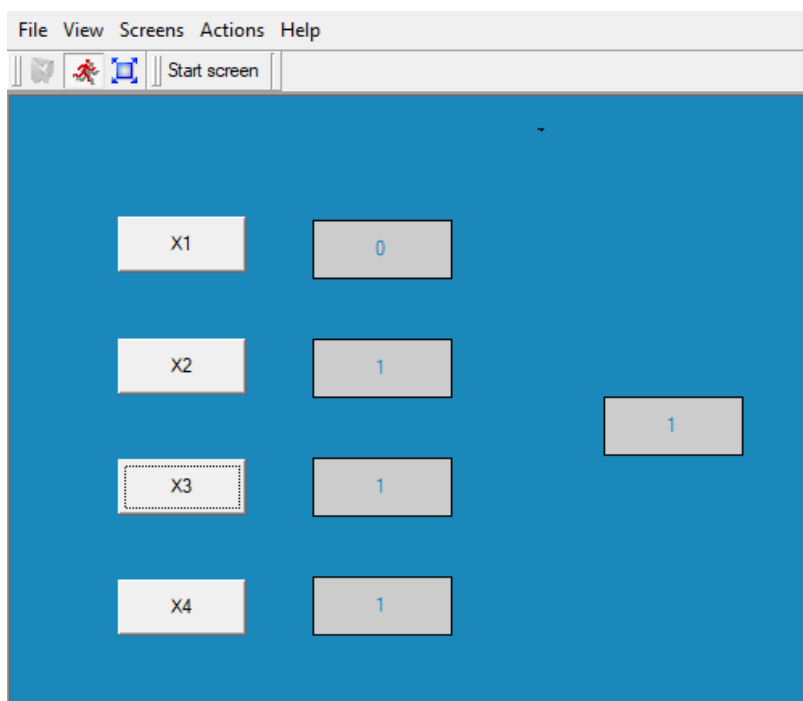 File View Screens Actions Help
Start screen
X1 0
X2 1
1
X3 1
X4 1